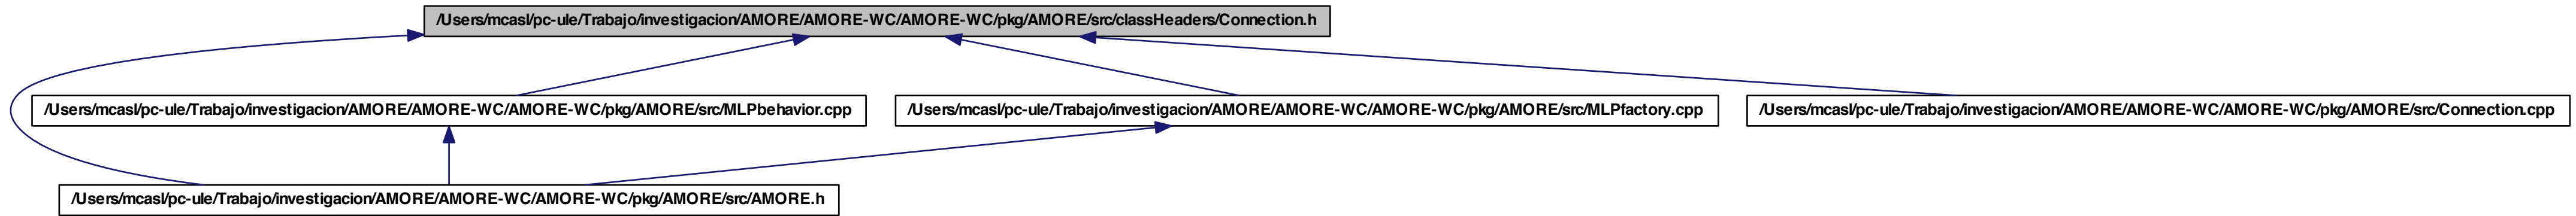 /Users/mcasl/pc-ule/Trabajo/investigacion/AMORE/AMORE-WC/AMORE-WC/pkg/AMORE/src/classHeaders/Connection.h
/Users/mcasl/pc-ule/Trabajo/investigacion/AMORE/AMORE-WC/AMORE-WC/pkg/AMORE/src/MLPbehavior.cpp
/Users/mcasl/pc-ule/Trabajo/investigacion/AMORE/AMORE-WC/AMORE-WC/pkg/AMORE/src/MLPfactory.cpp
/Users/mcasl/pc-ule/Trabajo/investigacion/AMORE/AMORE-WC/AMORE-WC/pkg/AMORE/src/Connection.cpp
/Users/mcasl/pc-ule/Trabajo/investigacion/AMORE/AMORE-WC/AMORE-WC/pkg/AMORE/src/AMORE.h